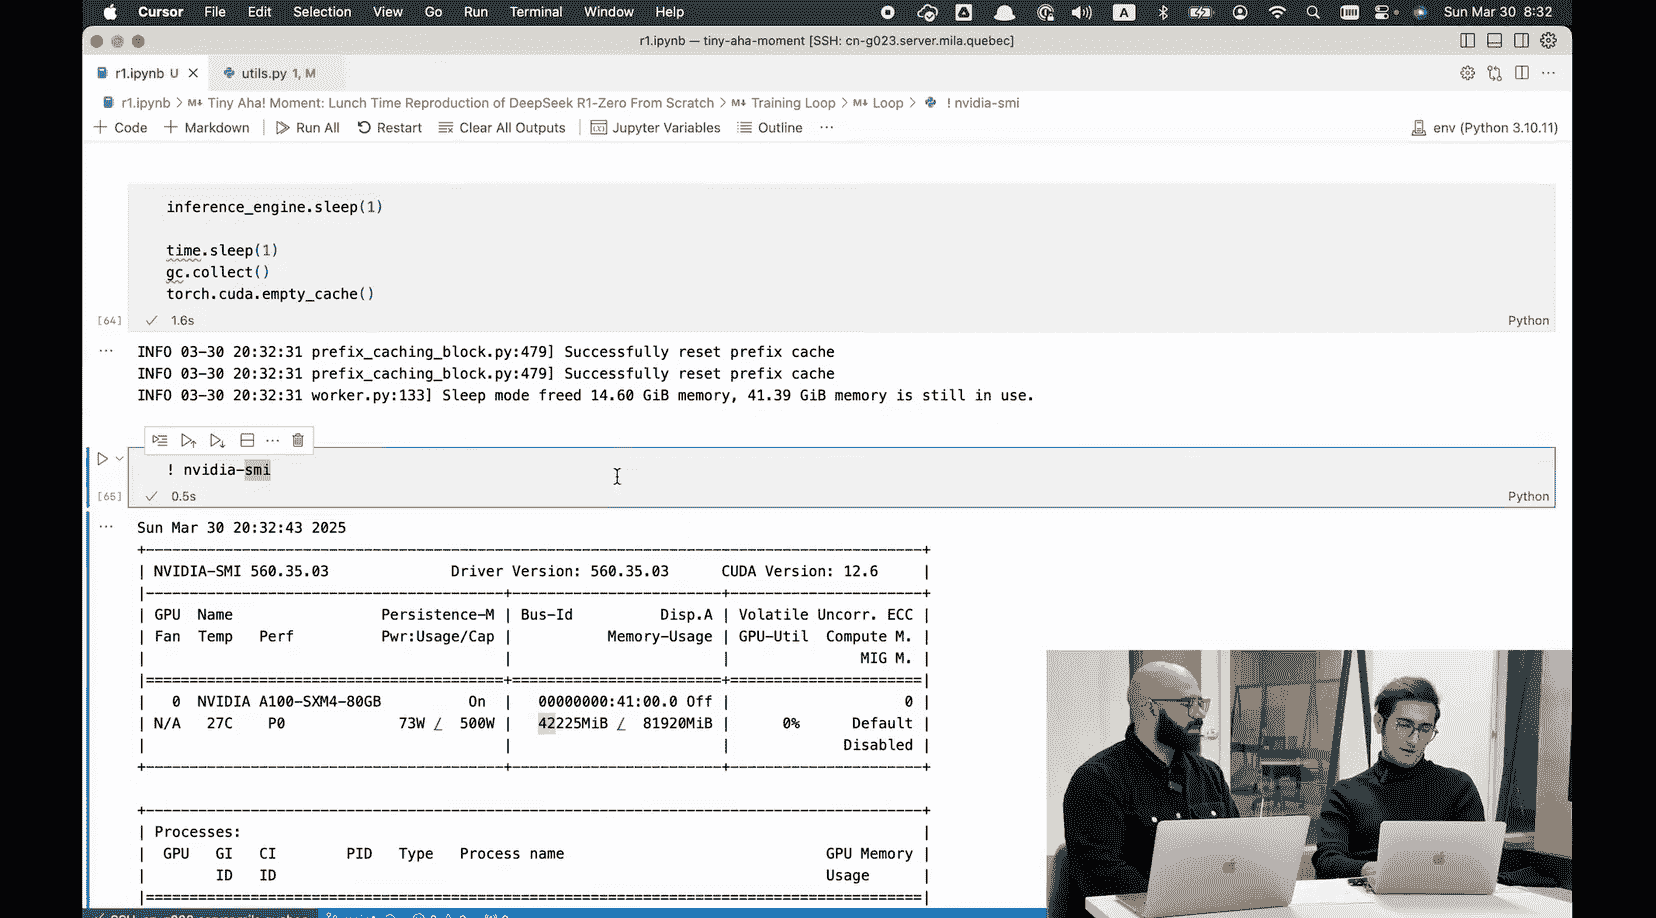 Cursor File Edit Selection View Go Run Terminal Window Help A Sun Mar 30 8:32
r1.ipynb — tiny-aha-moment [SSH: cn-g023.server.mila.quebec]
r1.ipynb U utils.py 1, M
r1.ipynb > M↓ Tiny Aha! Moment: Lunch Time Reproduction of DeepSeek R1-Zero From Scratch > M↓ Training Loop > M↓ Loop > ! nvidia-smi
+ Code + Markdown | Run All Restart Clear All Outputs | Jupyter Variables Outline ... env (Python 3.10.11)
inference_engine.sleep(1)
time.sleep(1)
gc.collect()
torch.cuda.empty_cache()
[64] ✓ 1.6s Python
... INFO 03-30 20:32:31 prefix_caching_block.py:479] Successfully reset prefix cache
INFO 03-30 20:32:31 prefix_caching_block.py:479] Successfully reset prefix cache
INFO 03-30 20:32:31 worker.py:133] Sleep mode freed 14.60 GiB memory, 41.39 GiB memory is still in use.
! nvidia-smi
[65] ✓ 0.5s Python
... Sun Mar 30 20:32:43 2025
+-----------------------------------------------------------------------------------------+
| NVIDIA-SMI 560.35.03 Driver Version: 560.35.03 CUDA Version: 12.6 |
|-----------------------------------------+------------------------+----------------------+
| GPU Name Persistence-M | Bus-Id Disp.A | Volatile Uncorr. ECC |
| Fan Temp Perf Pwr:Usage/Cap | Memory-Usage | GPU-Util Compute M. |
| | | MIG M. |
|=========================================+========================+======================|
| 0 NVIDIA A100-SXM4-80GB On | 00000000:41:00.0 Off | 0 |
| N/A 27C P0 73W / 500W | 42225MiB / 81920MiB | 0% Default |
| | | Disabled |
+-----------------------------------------+------------------------+----------------------+
+-----------------------------------------------------------------------------------------+
| Processes: |
| GPU GI CI PID Type Process name GPU Memory |
| ID ID Usage |
|=========================================================================================|